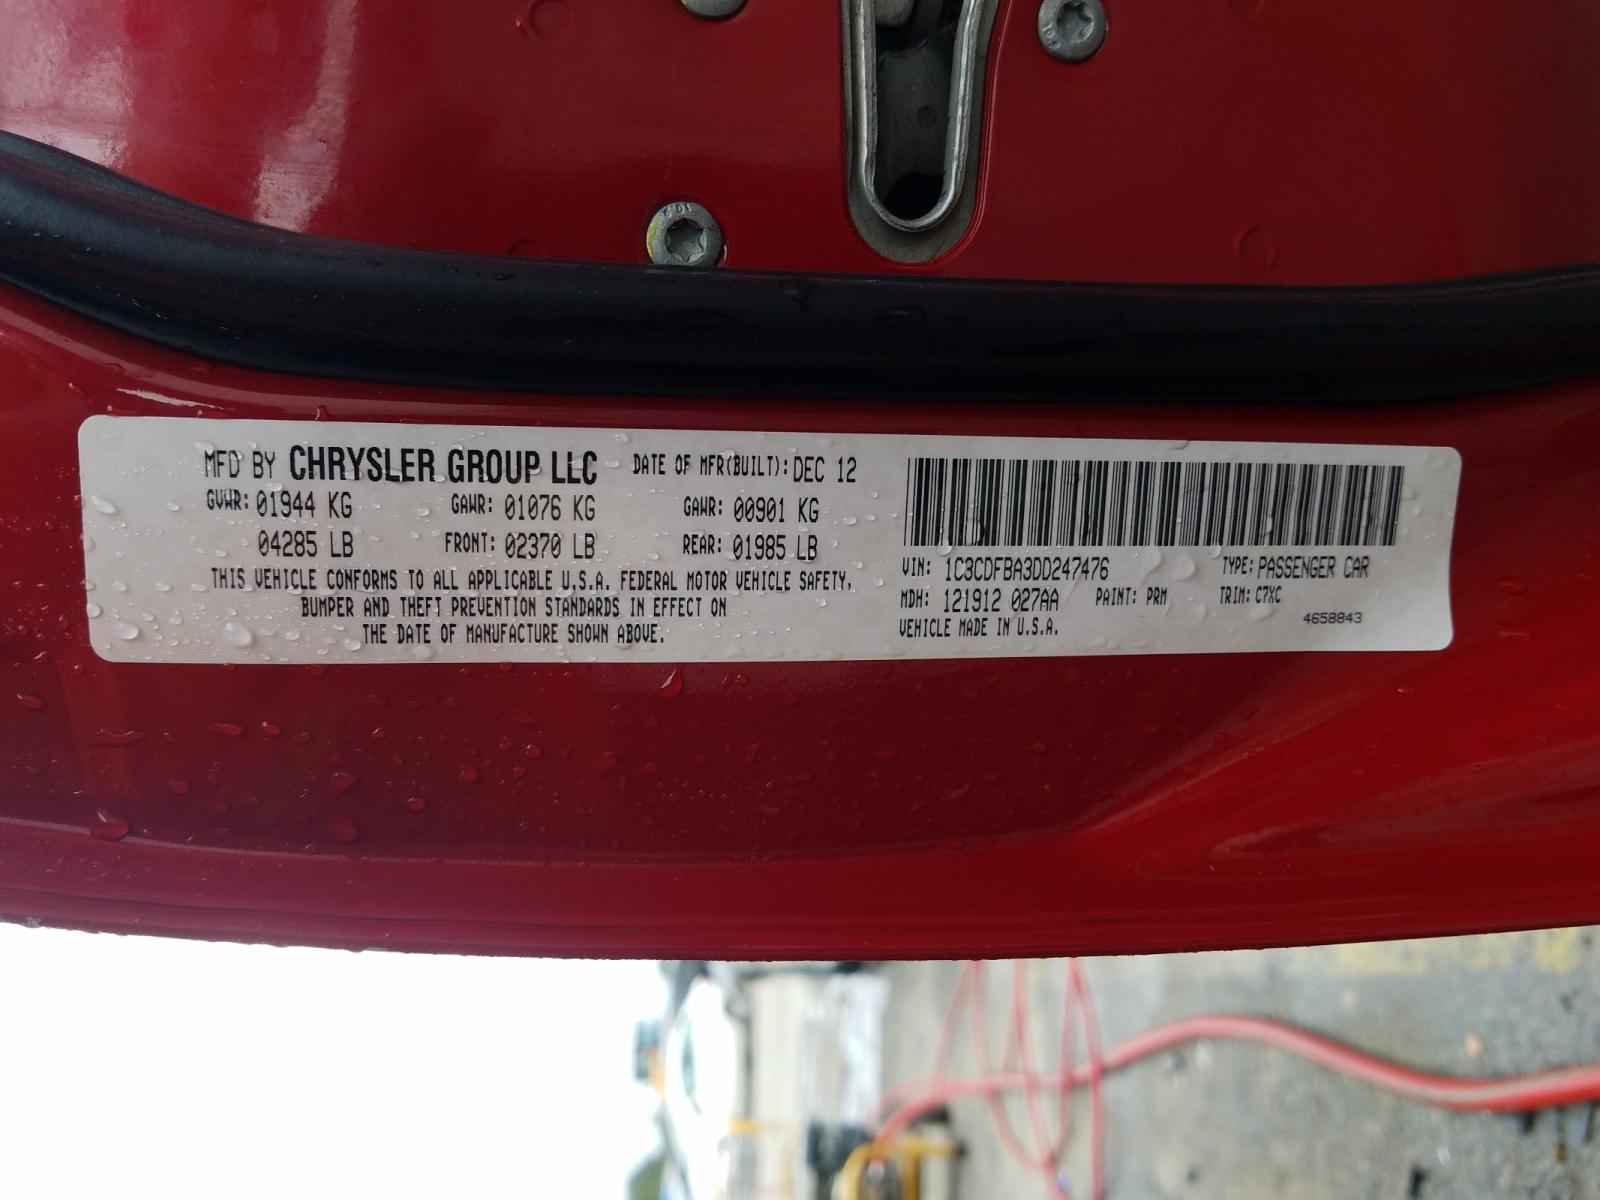 MFD BY CHRYSLER GROUP LLC DATE OF MFR(BUILT): DEC 12
GVWR: 01944 KG GAWR: 01076 KG GAWR: 00901 KG
04285 LB FRONT: 02370 LB REAR: 01985 LB
THIS VEHICLE CONFORMS TO ALL APPLICABLE U.S.A. FEDERAL MOTOR VEHICLE SAFETY,
BUMPER AND THEFT PREVENTION STANDARDS IN EFFECT ON
THE DATE OF MANUFACTURE SHOWN ABOVE.
VIN: 1C3CDFBA3DD247476 TYPE: PASSENGER CAR
MDH: 121912 027AA PAINT: PRM TRIM: C7XC
VEHICLE MADE IN U.S.A. 4658843